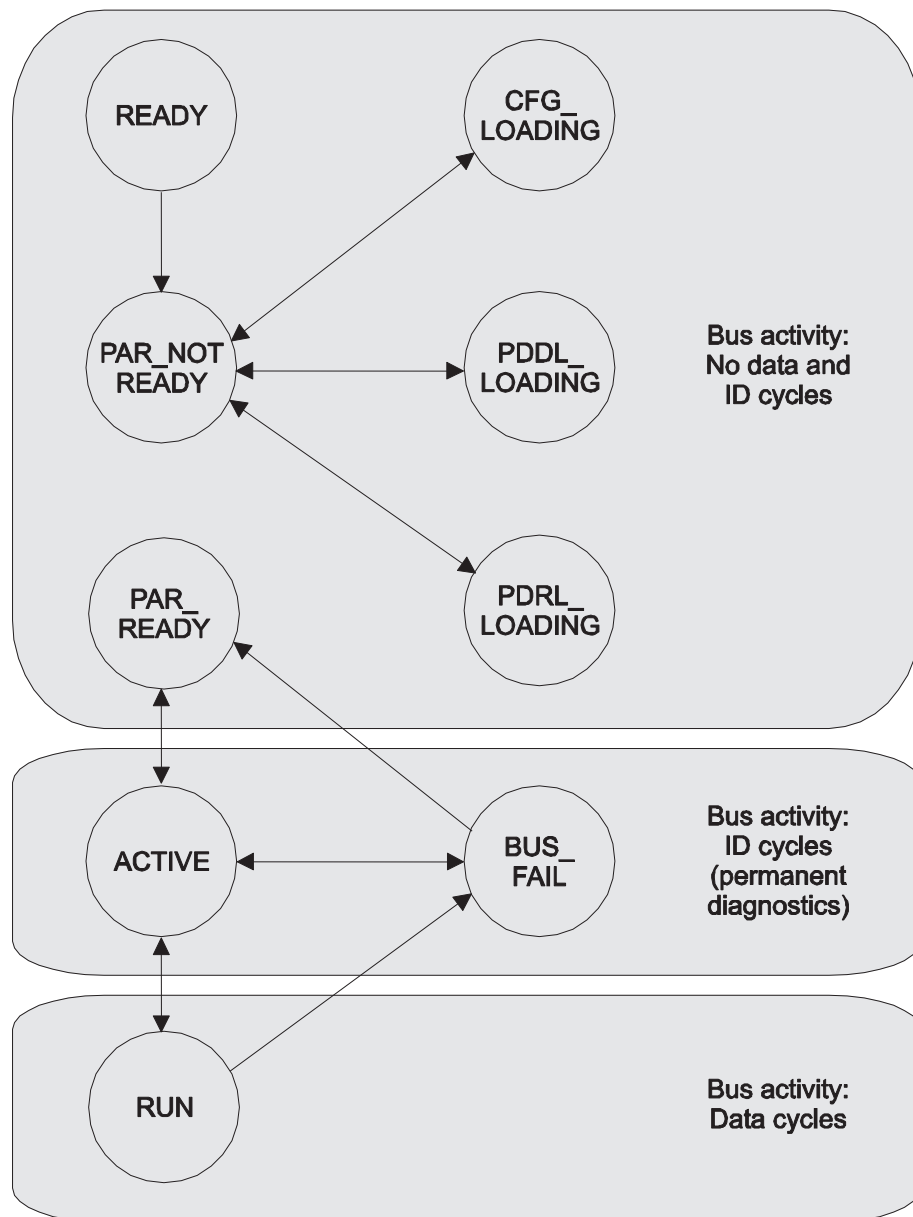 READY
CFG_
LOADING
PAR_NOT
READY
PDDL_
LOADING
Bus activity:
No data and
ID cycles
PAR_
READY
PDRL_
LOADING
ACTIVE
BUS_
FAIL
Bus activity:
ID cycles
(permanent
diagnostics)
RUN
Bus activity:
Data cycles